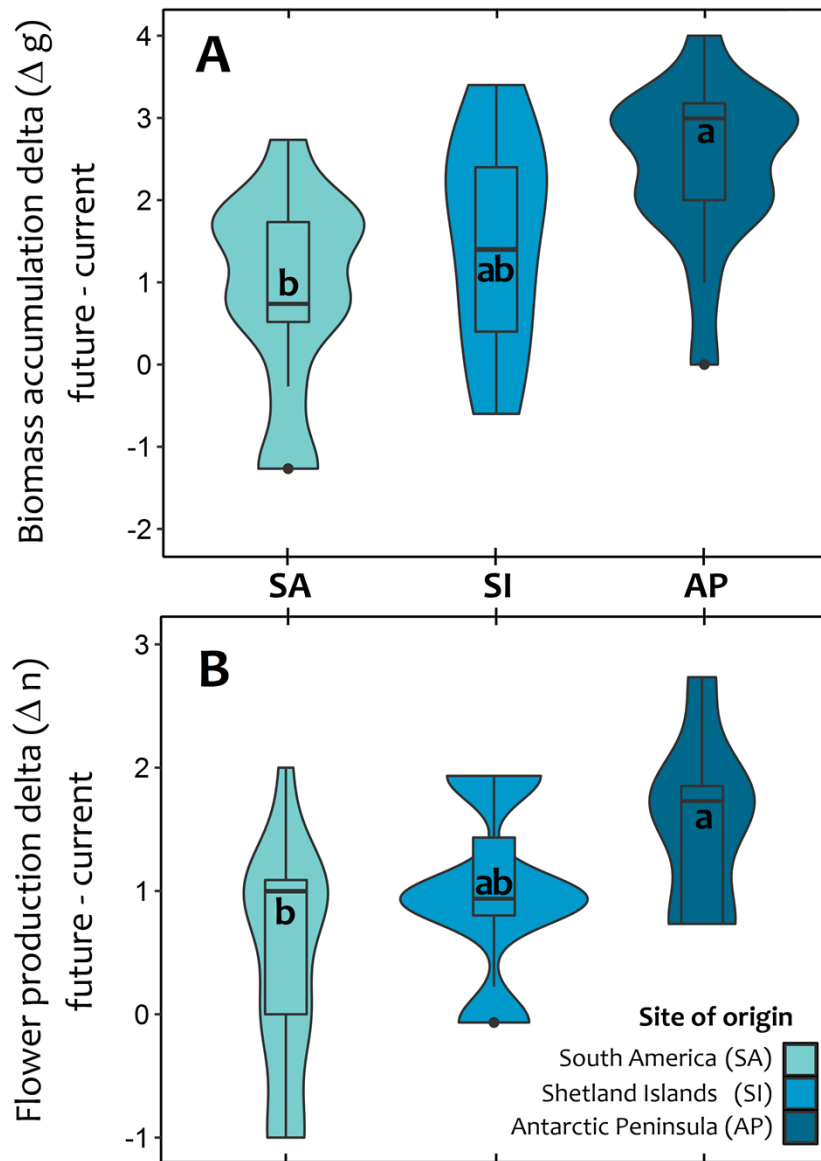 Biomass accumulation delta (Δ g)
future - current
A
4
3
2
1
0
-1
-2
b
ab
a
SA
SI
AP
Flower production delta (Δ n)
future - current
B
3
2
1
0
-1
b
ab
a
Site of origin
South America (SA)
Shetland Islands (SI)
Antarctic Peninsula (AP)